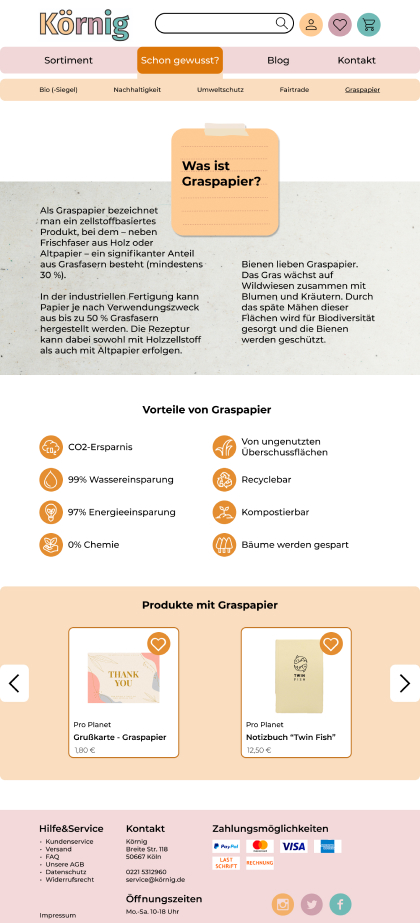 Körnig
Sortiment
Schon gewusst?
Blog
Kontakt
Bio (-Siegel)
Nachhaltigkeit
Umweltschutz
Fairtrade
Graspapier
Was ist
Graspapier?
Als Graspapier bezeichnet
man ein zellstoffbasiertes
Produkt, bei dem – neben
Frischfaser aus Holz oder
Altpapier – ein signifikanter Anteil
aus Grasfasern besteht (mindestens
30 %).
In der industriellen Fertigung kann
Papier je nach Verwendungszweck
aus bis zu 50 % Grasfasern
hergestellt werden. Die Rezeptur
kann dabei sowohl mit Holzzellstoff
als auch mit Altpapier erfolgen.
Bienen lieben Graspapier.
Das Gras wächst auf
Wildwiesen zusammen mit
Blumen und Kräutern. Durch
das späte Mähen dieser
Flächen wird für Biodiversität
gesorgt und die Bienen
werden geschützt.
Vorteile von Graspapier
CO2-Ersparnis
Von ungenutzten
Überschussflächen
99% Wassereinsparung
Recyclebar
97% Energieeinsparung
Kompostierbar
0% Chemie
Bäume werden gespart
Produkte mit Graspapier
THANK
YOU
Pro Planet
Grußkarte - Graspapier
1,80 €
TWIN
FISH
Pro Planet
Notizbuch “Twin Fish”
12,50 €
Hilfe&Service
- Kundenservice
- Versand
- FAQ
- Unsere AGB
- Datenschutz
- Widerrufsrecht
Impressum
Kontakt
Körnig
Breite Str. 118
50667 Köln
0221 5312960
service@körnig.de
Öffnungszeiten
Mo.-Sa. 10-18 Uhr
Zahlungsmöglichkeiten
PayPal
VISA
LAST
SCHRIFT
RECHNUNG